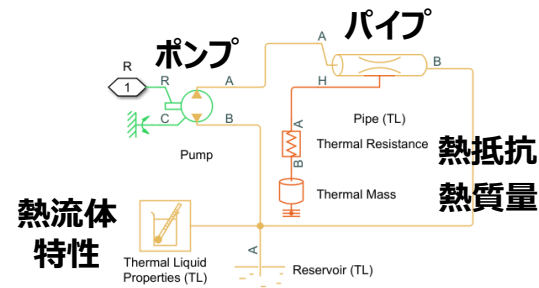 ポンプ
パイプ
R
1
R
A
C
B
Pump
A
B
H
Pipe (TL)
A
Thermal Resistance
熱抵抗
B
Thermal Mass
熱質量
熱流体
特性
Thermal Liquid
Properties (TL)
A
Reservoir (TL)